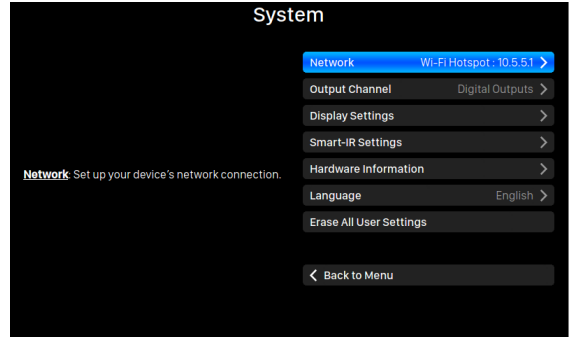 System
Network Wi-Fi Hotspot : 10.5.5.1
Output Channel Digital Outputs
Display Settings
Smart-IR Settings
Network: Set up your device's network connection.
Hardware Information
Language English
Erase All User Settings
Back to Menu